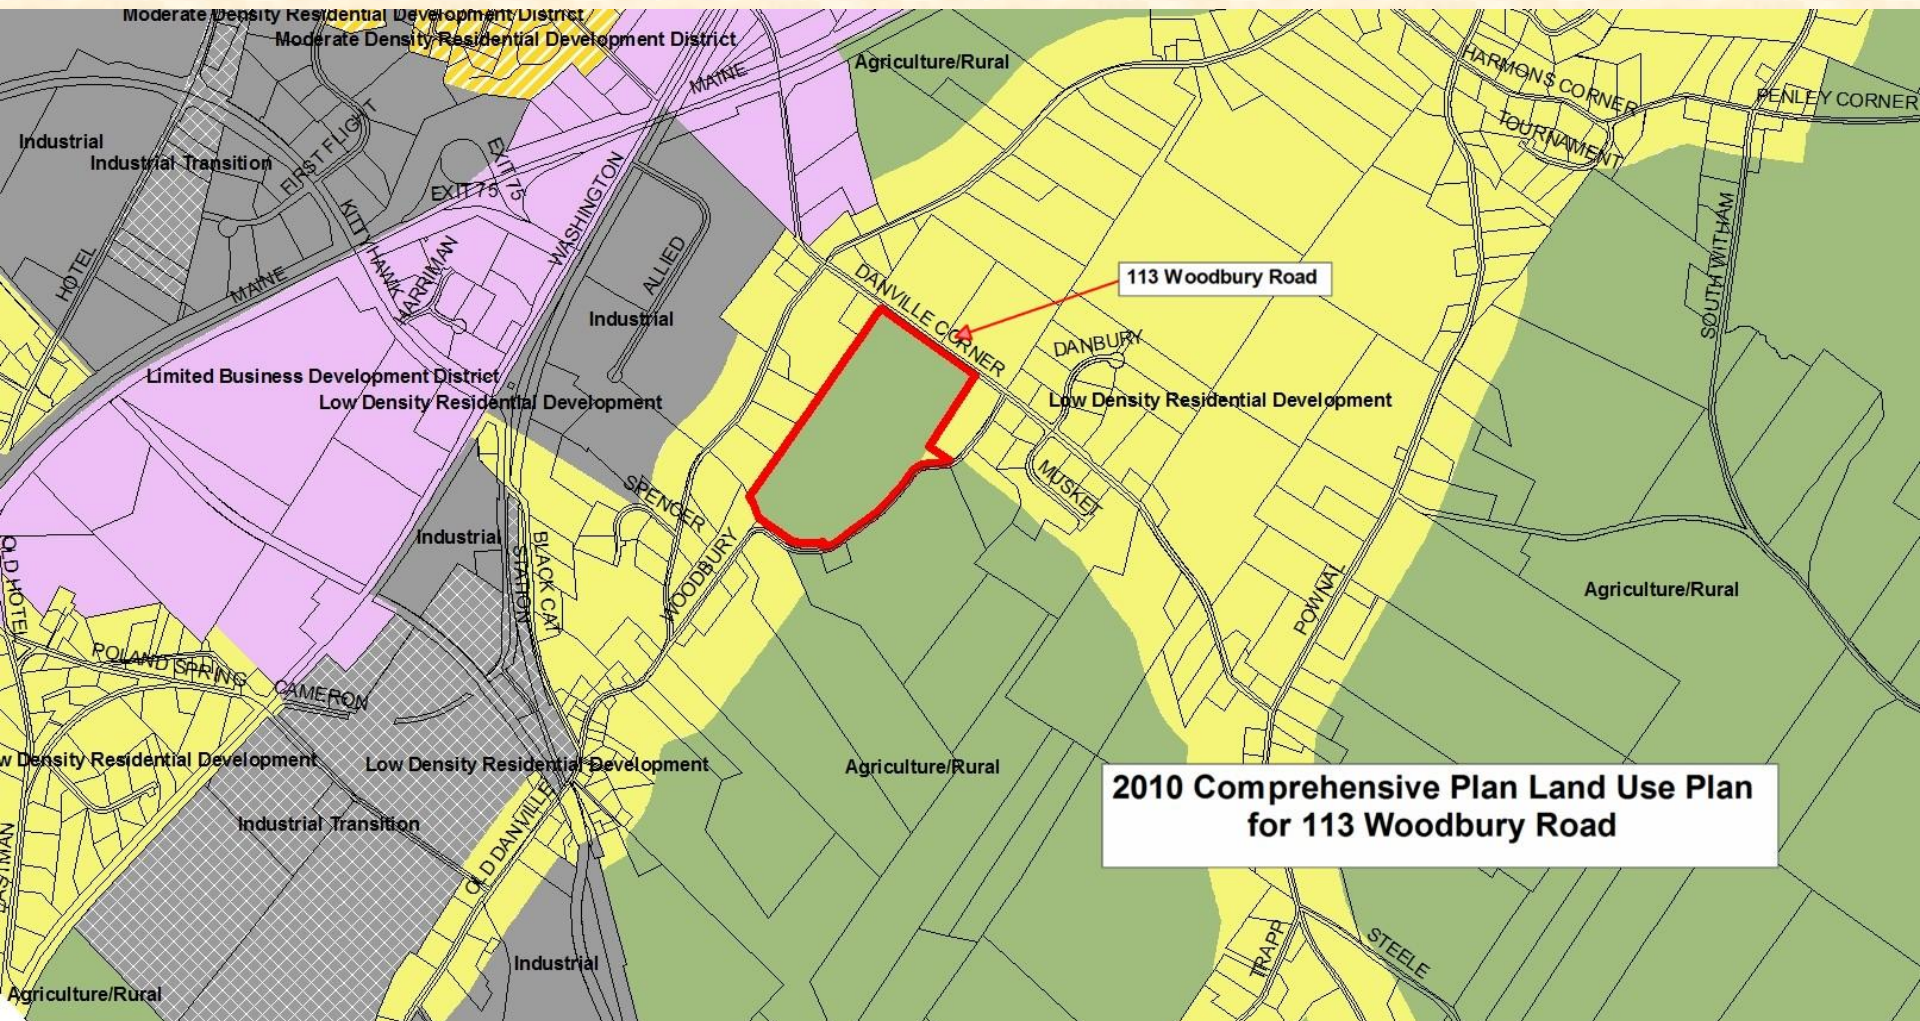 Moderate Density Residential Development District
Moderate Density Residential Development District
MAINE
Agriculture/Rural
HARMONS CORNER
PENLEY CORNER
TOURNAMENT
Industrial
Industrial Transition
FIRST FLIGHT
EXIT 75
EXIT 75
WASHINGTON
KITTYHAWK
HARRIMAN
ALLIED
HOTEL
MAINE
SOUTH WITHAM
DANVILLE CORNER
113 Woodbury Road
Industrial
DANBURY
Limited Business Development District
Low Density Residential Development
Low Density Residential Development
MUSKET
SPENCER
WOODBURY
Industrial
STATION
BLACK CAT
OLD HOTEL
POWNAL
Agriculture/Rural
POLAND SPRING
CAMERON
w Density Residential Development
Low Density Residential Development
Agriculture/Rural
2010 Comprehensive Plan Land Use Plan
for 113 Woodbury Road
Industrial Transition
OLD DANVILLE
TRAPP
STEELE
Industrial
Agriculture/Rural